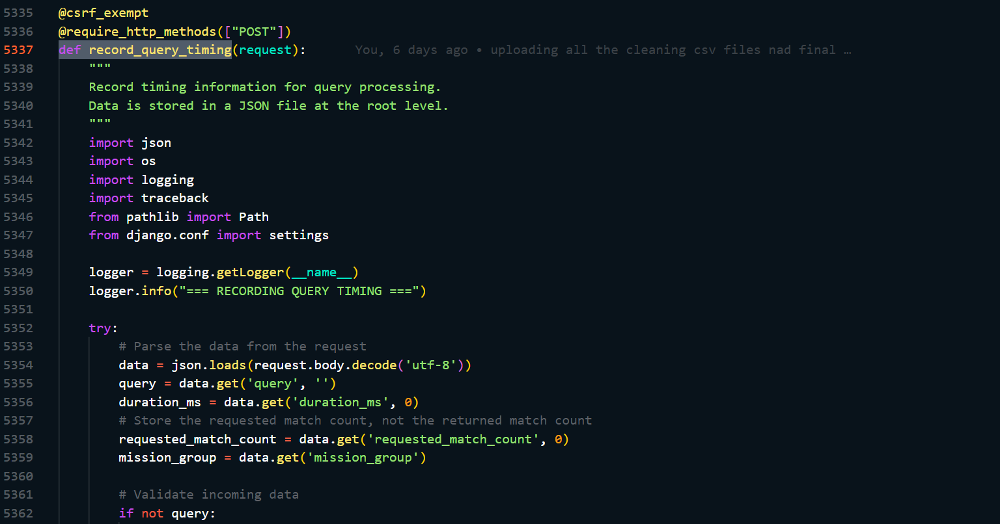 5335 @csrf_exempt
5336 @require_http_methods(["POST"])
5337 def record_query_timing(request): You, 6 days ago • uploading all the cleaning csv files nad final …
5338     """
5339     Record timing information for query processing.
5340     Data is stored in a JSON file at the root level.
5341     """
5342     import json
5343     import os
5344     import logging
5345     import traceback
5346     from pathlib import Path
5347     from django.conf import settings
5348
5349     logger = logging.getLogger(__name__)
5350     logger.info("=== RECORDING QUERY TIMING ===")
5351
5352     try:
5353         # Parse the data from the request
5354         data = json.loads(request.body.decode('utf-8'))
5355         query = data.get('query', '')
5356         duration_ms = data.get('duration_ms', 0)
5357         # Store the requested match count, not the returned match count
5358         requested_match_count = data.get('requested_match_count', 0)
5359         mission_group = data.get('mission_group')
5360
5361         # Validate incoming data
5362         if not query: